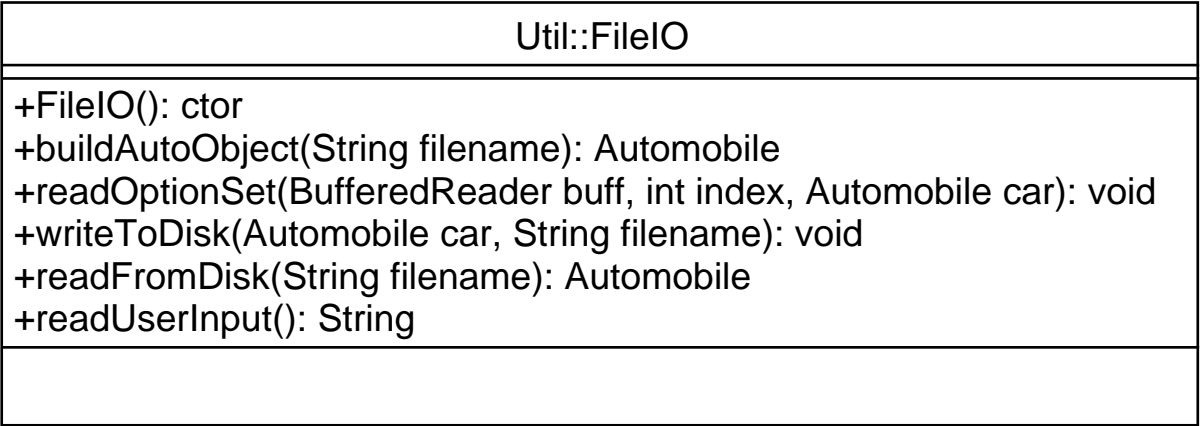 Util::FileIO
+FileIO(): ctor
+buildAutoObject(String filename): Automobile
+readOptionSet(BufferedReader buff, int index, Automobile car): void
+writeToDisk(Automobile car, String filename): void
+readFromDisk(String filename): Automobile
+readUserInput(): String